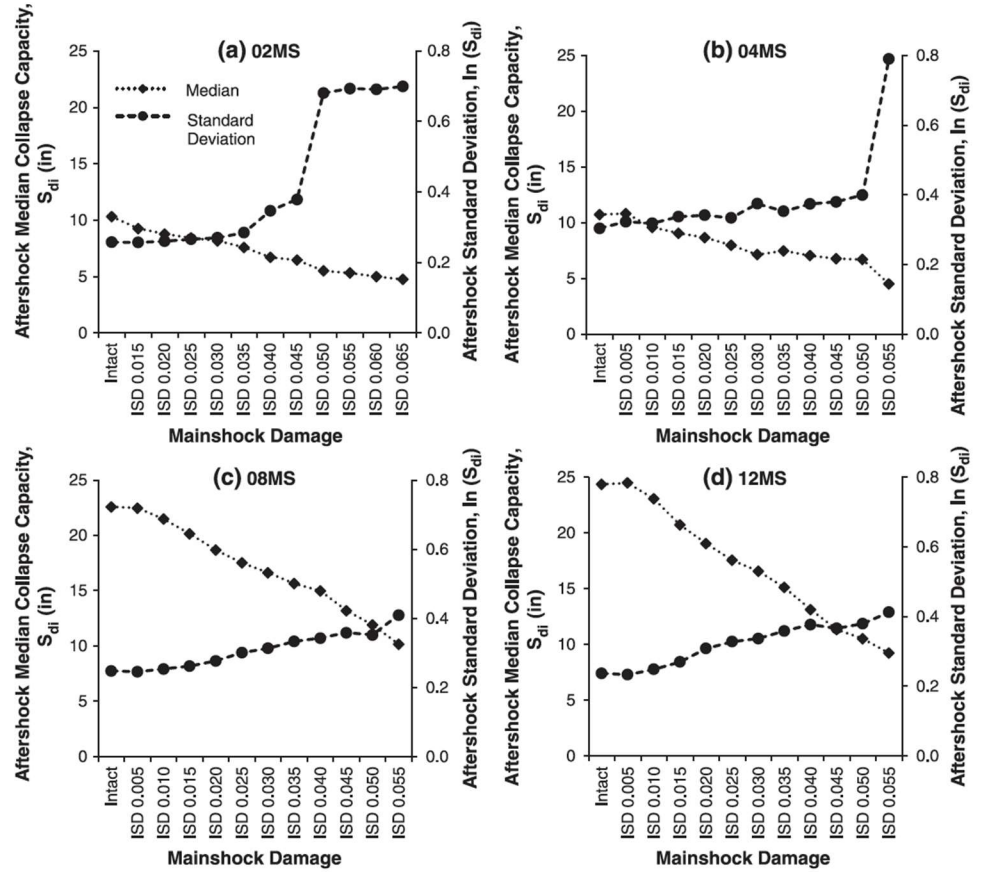 (a) 02MS
Aftershock Median Collapse Capacity,
Sdi (in)
25
20
15
10
5
0
Median
Standard
Deviation
0.8
0.6
0.4
0.2
0.0
Aftershock Standard Deviation, ln (Sdi)
Intact
ISD 0.015
ISD 0.020
ISD 0.025
ISD 0.030
ISD 0.035
ISD 0.040
ISD 0.045
ISD 0.050
ISD 0.055
ISD 0.060
ISD 0.065
Mainshock Damage
(b) 04MS
Aftershock Median Collapse Capacity,
Sdi (in)
25
20
15
10
5
0
0.8
0.6
0.4
0.2
0.0
Aftershock Standard Deviation, ln (Sdi)
Intact
ISD 0.005
ISD 0.010
ISD 0.015
ISD 0.020
ISD 0.025
ISD 0.030
ISD 0.035
ISD 0.040
ISD 0.045
ISD 0.050
ISD 0.055
Mainshock Damage
(c) 08MS
Aftershock Median Collapse Capacity,
Sdi (in)
25
20
15
10
5
0
0.8
0.6
0.4
0.2
0.0
Aftershock Standard Deviation, ln (Sdi)
Intact
ISD 0.005
ISD 0.010
ISD 0.015
ISD 0.020
ISD 0.025
ISD 0.030
ISD 0.035
ISD 0.040
ISD 0.045
ISD 0.050
ISD 0.055
Mainshock Damage
(d) 12MS
Aftershock Median Collapse Capacity,
Sdi (in)
25
20
15
10
5
0
0.8
0.6
0.4
0.2
0.0
Aftershock Standard Deviation, ln (Sdi)
Intact
ISD 0.005
ISD 0.010
ISD 0.015
ISD 0.020
ISD 0.025
ISD 0.030
ISD 0.035
ISD 0.040
ISD 0.045
ISD 0.050
ISD 0.055
Mainshock Damage